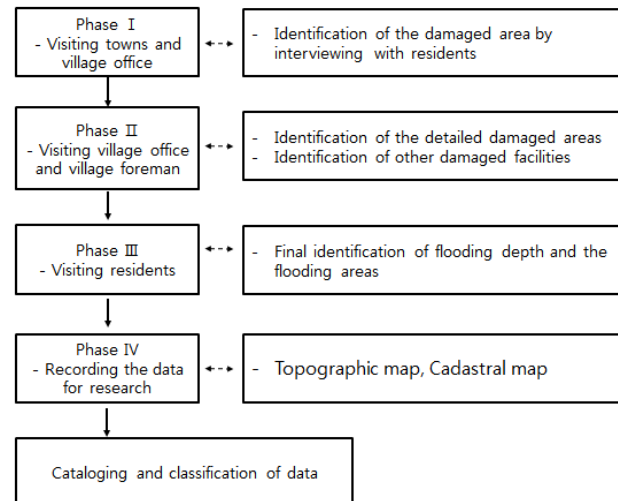 Phase Ⅰ
- Visiting towns and
village office
- Identification of the damaged area by
interviewing with residents
Phase Ⅱ
- Visiting village office
and village foreman
- Identification of the detailed damaged areas
- Identification of other damaged facilities
Phase Ⅲ
- Visiting residents
- Final identification of flooding depth and the
flooding areas
Phase Ⅳ
- Recording the data
for research
- Topographic map, Cadastral map
Cataloging and classification of data